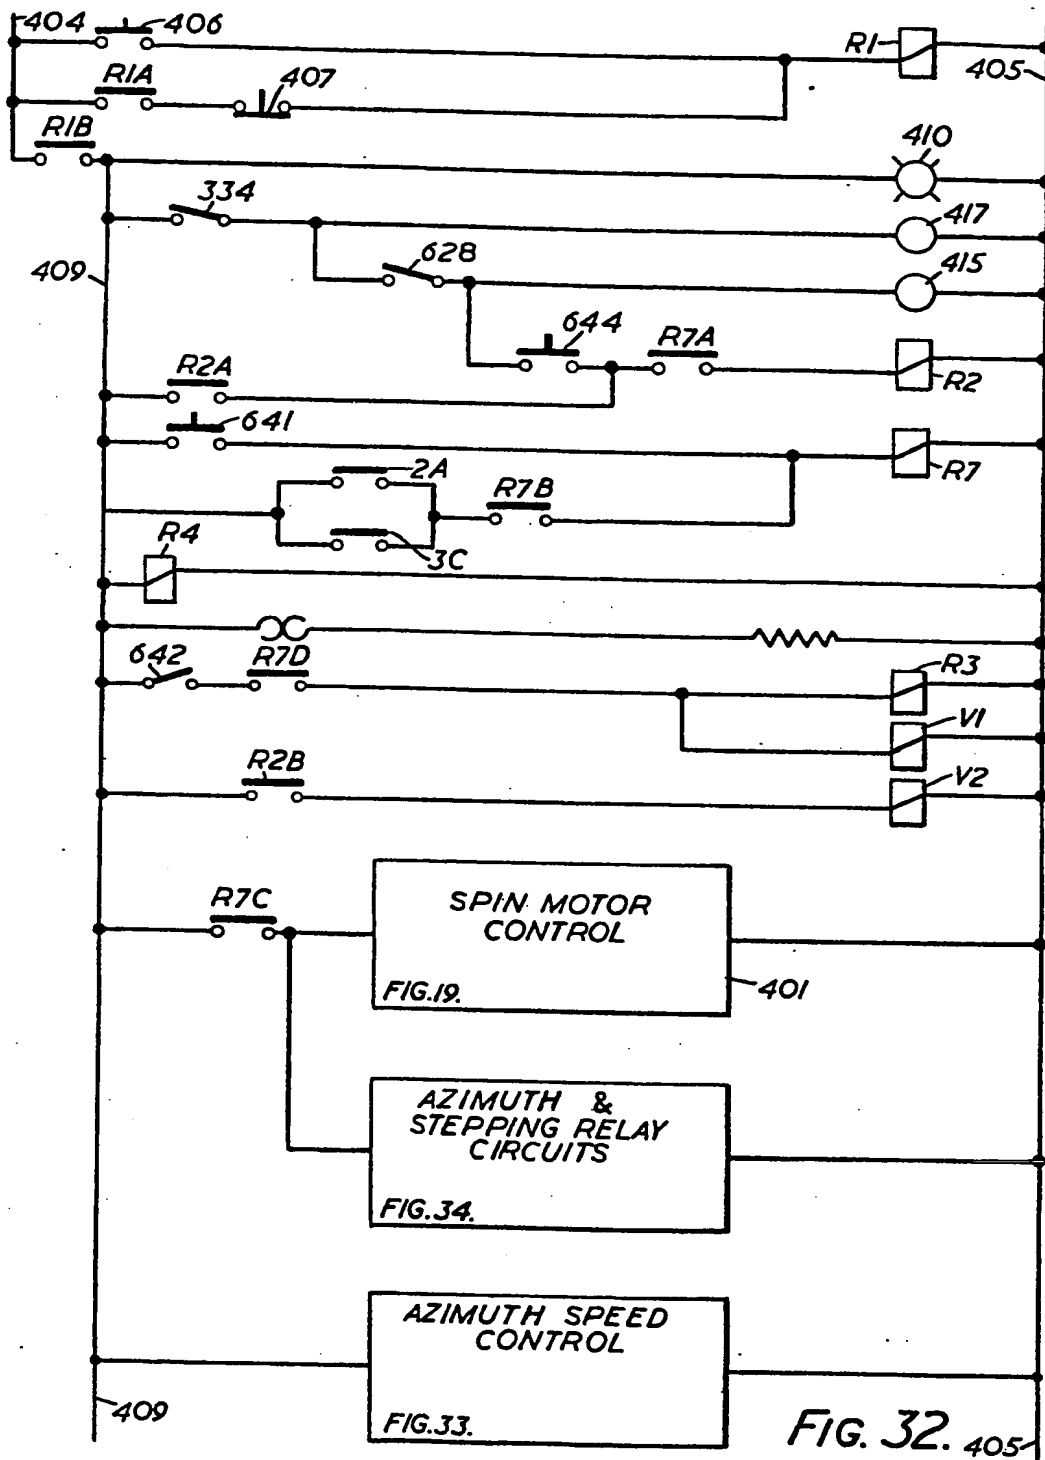 404
406
R1
405
R1A
407
R1B
410
334
417
409
628
415
644
R7A
R2A
R2
641
R7
2A
R7B
3C
R4
642
R7D
R3
V1
R2B
V2
R7C
SPIN MOTOR
CONTROL
FIG.19.
401
AZIMUTH &
STEPPING RELAY
CIRCUITS
FIG.34.
AZIMUTH SPEED
CONTROL
FIG.33.
409
FIG. 32.
405